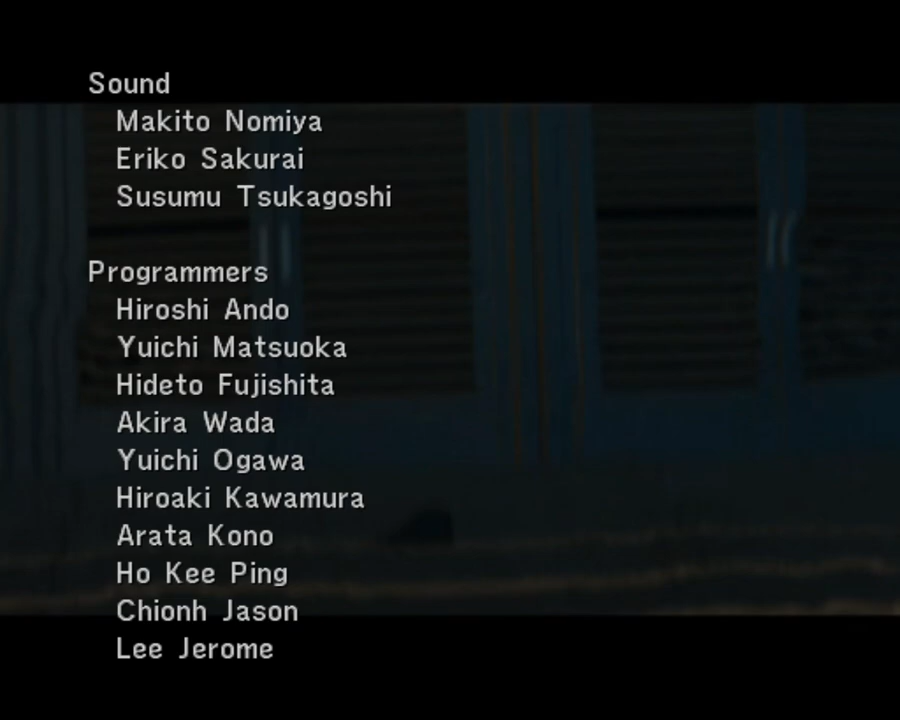 Sound
Makito Nomiya
Eriko Sakurai
Susumu Tsukagoshi
Programmers
Hiroshi Ando
Yuichi Matsuoka
Hideto Fujishita
Akira Wada
Yuichi Ogawa
Hiroaki Kawamura
Arata Kono
Ho Kee Ping
Chionh Jason
Lee Jerome